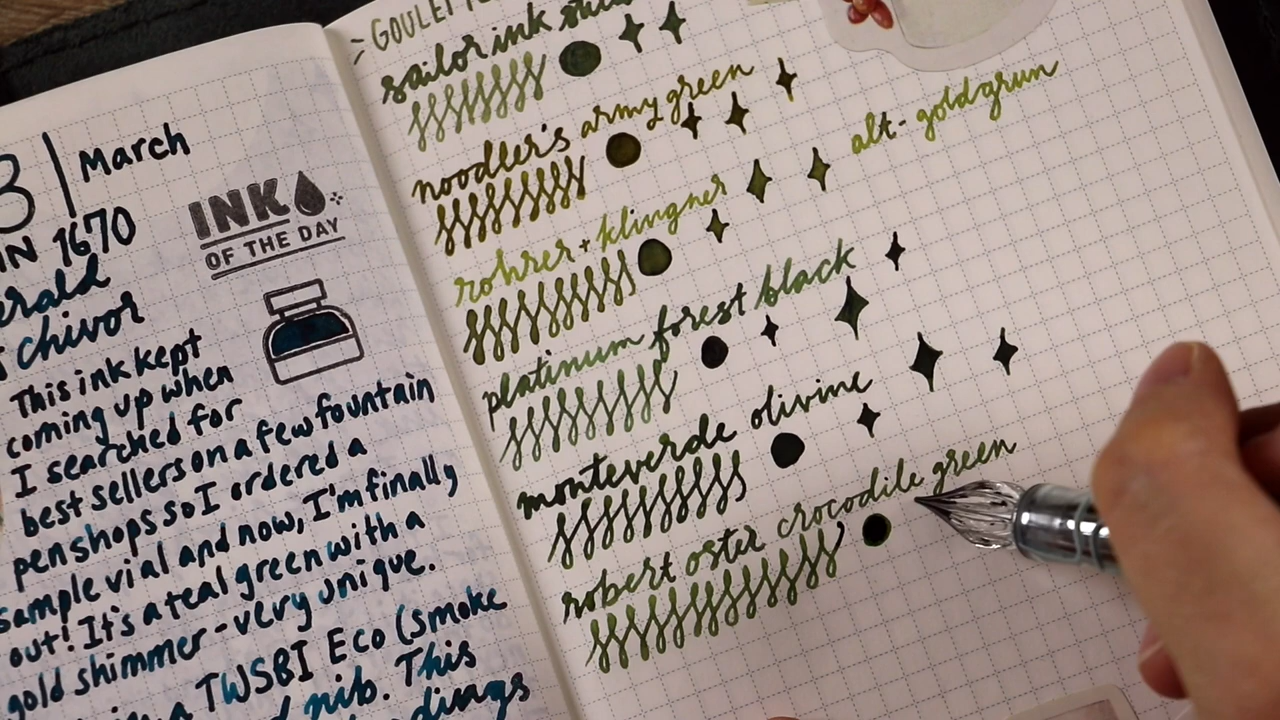 March
1670
INK
OF THE DAY
chivor
This ink kept
coming up when
I searched for
best sellers on a few fountain
pen shops so I ordered a
sample vial and now, I'm finally
out! It's a teal green with a
gold shimmer - very unique.
a TWSBI Eco (smoke
nib. This
sailor ink
noodler's army green
alt - goldgrun
rohrer + klingner
platinum forest black
monteverde olivine
robert oster crocodile green